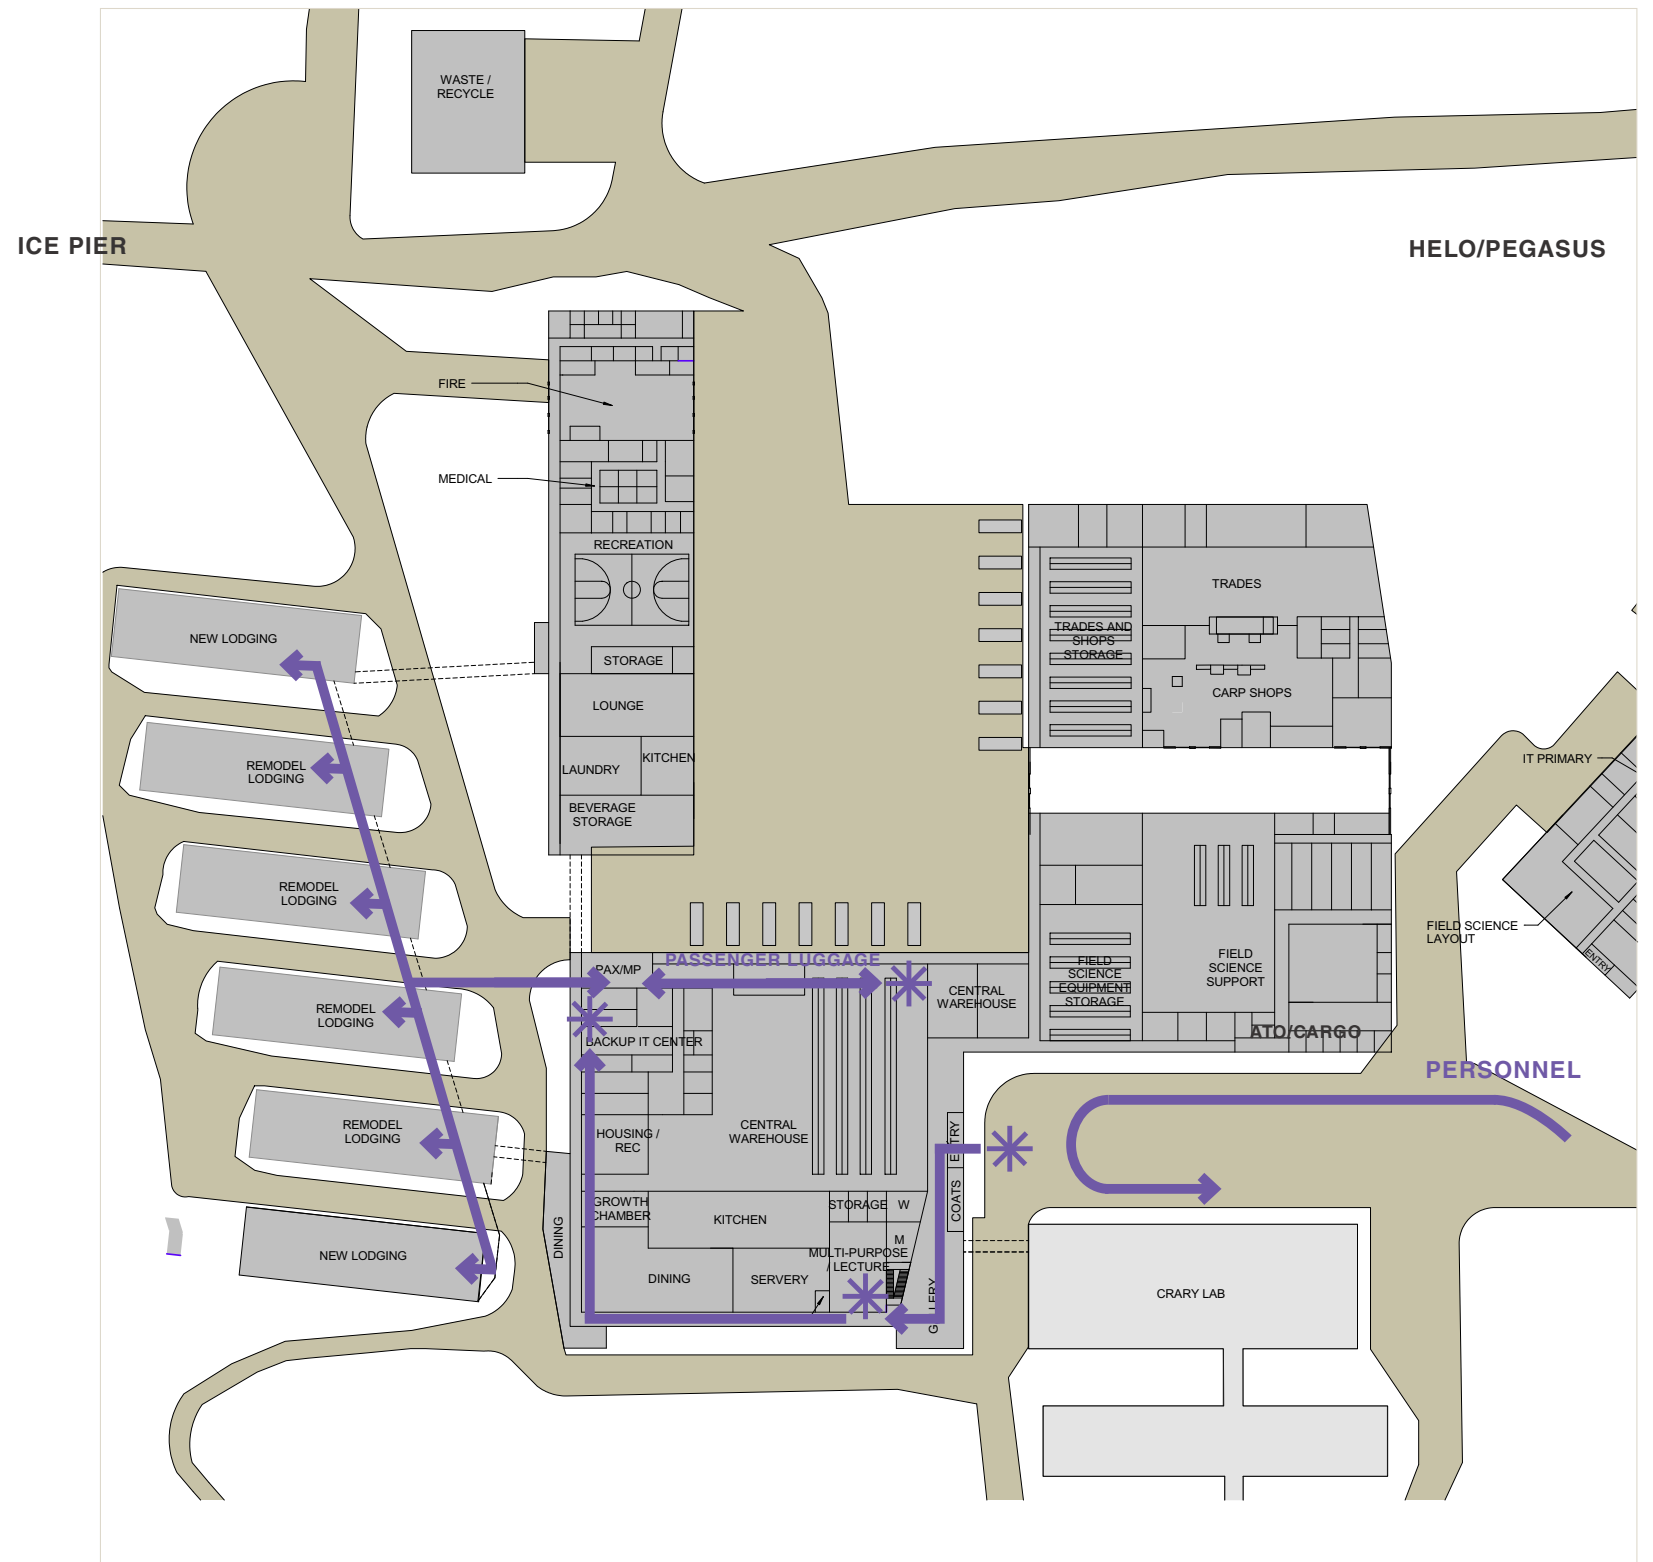 WASTE /
RECYCLE
ICE PIER
HELO/PEGASUS
FIRE
MEDICAL
RECREATION
STORAGE
LOUNGE
LAUNDRY
KITCHEN
BEVERAGE
STORAGE
TRADES
TRADES AND
SHOPS
STORAGE
CARP SHOPS
NEW LODGING
REMODEL
LODGING
REMODEL
LODGING
REMODEL
LODGING
REMODEL
LODGING
NEW LODGING
IT PRIMARY
FIELD SCIENCE
LAYOUT
ENTRY
FIELD
SCIENCE
EQUIPMENT
STORAGE
FIELD
SCIENCE
SUPPORT
ATO/CARGO
PERSONNEL
PAX/MP
PASSENGER LUGGAGE
CENTRAL
WAREHOUSE
BACKUP IT CENTER
HOUSING /
REC
CENTRAL
WAREHOUSE
ENTRY
COATS
GROWTH
CHAMBER
KITCHEN
STORAGE
W
M
MULTI-PURPOSE
/ LECTURE
DINING
DINING
SERVERY
GALLERY
CRARY LAB